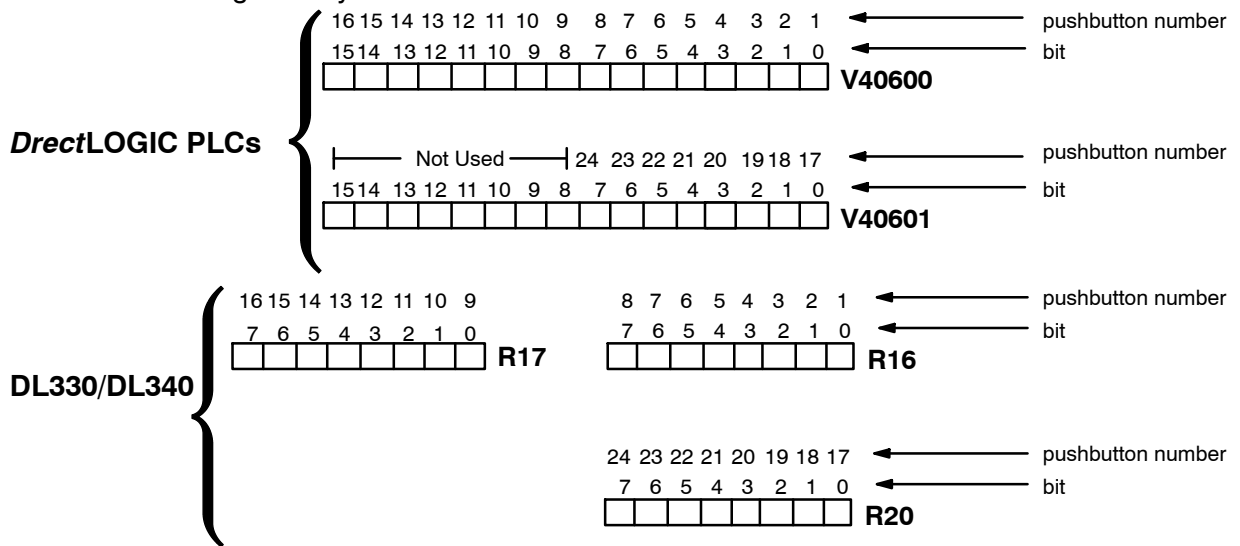 16 15 14 13 12 11 10 9 8 7 6 5 4 3 2 1 pushbutton number
15 14 13 12 11 10 9 8 7 6 5 4 3 2 1 0 bit
V40600
DrectLOGIC PLCs
Not Used 24 23 22 21 20 19 18 17 pushbutton number
15 14 13 12 11 10 9 8 7 6 5 4 3 2 1 0 bit
V40601
16 15 14 13 12 11 10 9 8 7 6 5 4 3 2 1 pushbutton number
7 6 5 4 3 2 1 0 7 6 5 4 3 2 1 0 bit
R17 R16
DL330/DL340
24 23 22 21 20 19 18 17 pushbutton number
7 6 5 4 3 2 1 0 bit
R20